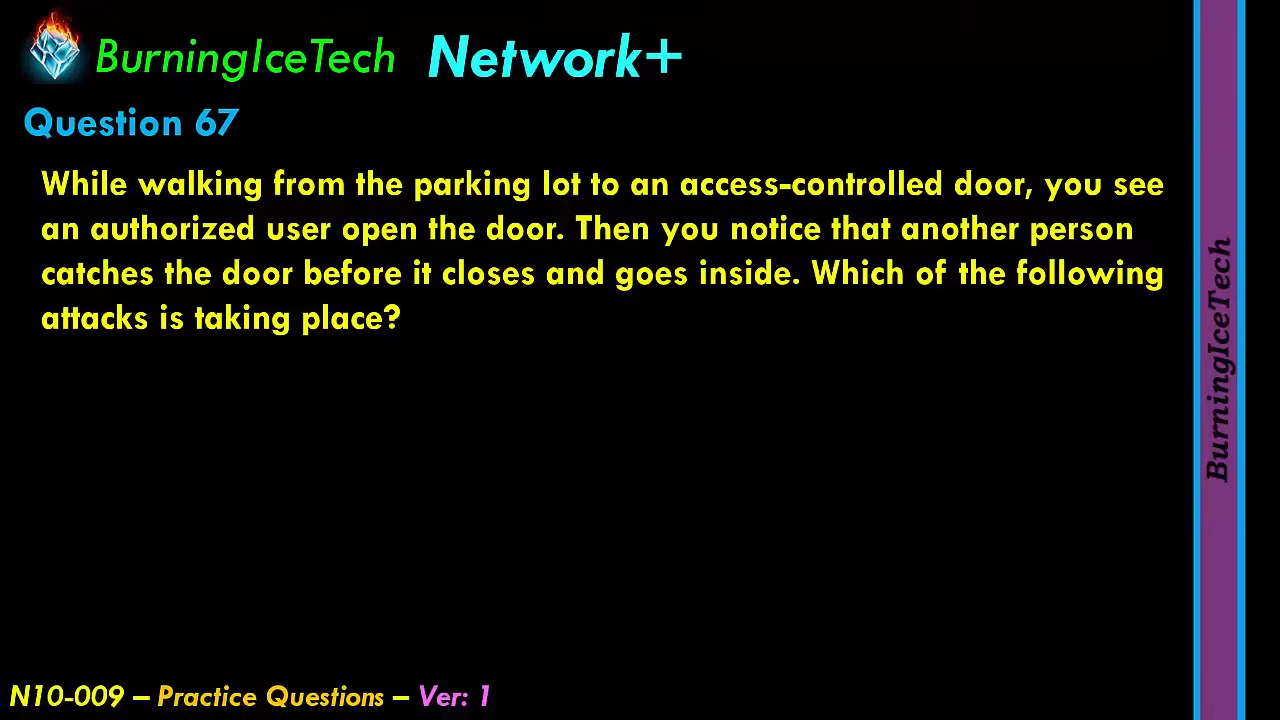 BurningIceTech Network+
Question 67
While walking from the parking lot to an access-controlled door, you see
an authorized user open the door. Then you notice that another person
catches the door before it closes and goes inside. Which of the following
attacks is taking place?
BurningIceTech
N10-009 – Practice Questions – Ver: 1